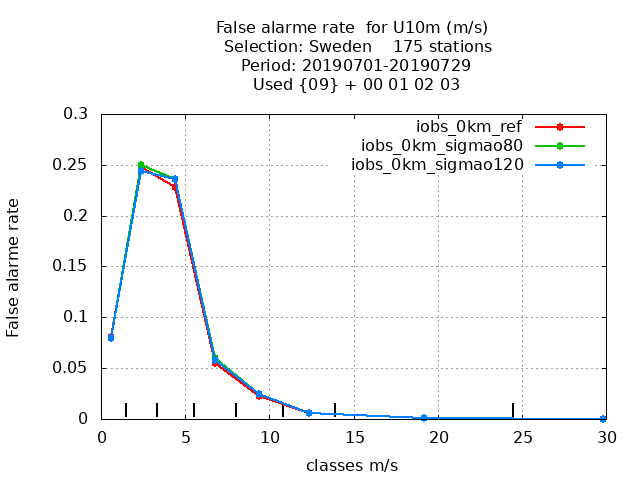 False alarme rate  for U10m (m/s)
Selection: Sweden    175 stations
Period: 20190701-20190729
Used {09} + 00 01 02 03
iobs_0km_ref
iobs_0km_sigmao80
iobs_0km_sigmao120
False alarme rate
0.3
0.25
0.2
0.15
0.1
0.05
0
0 5 10 15 20 25 30
classes m/s